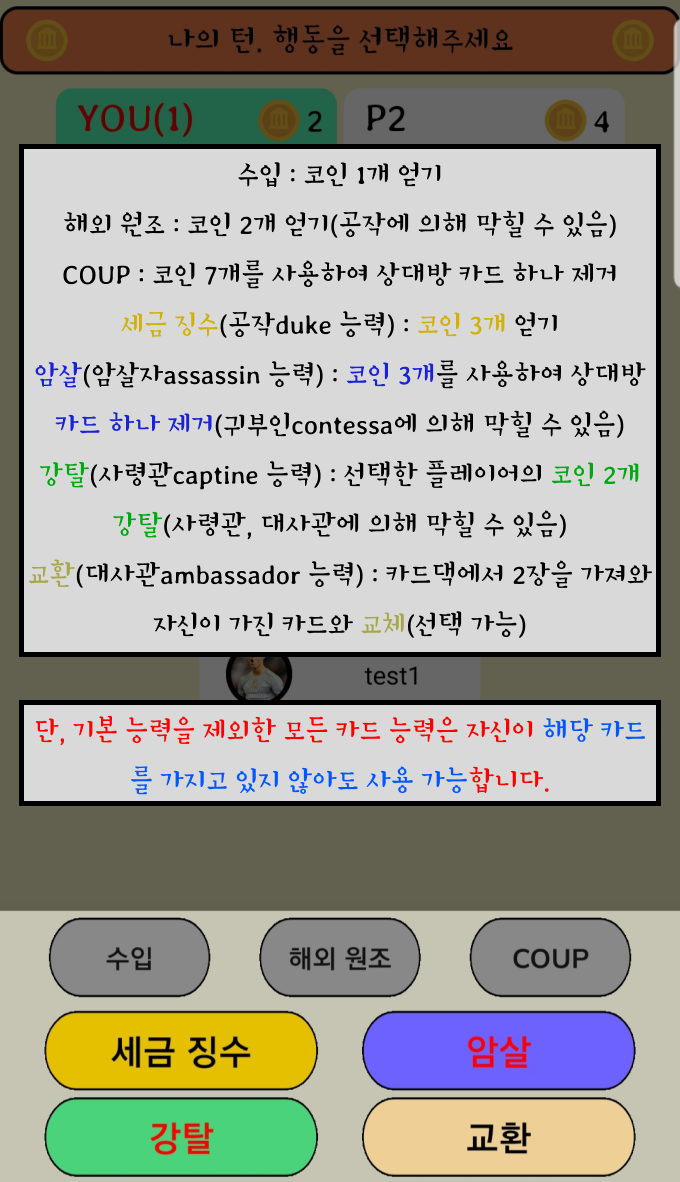 나의 턴. 행동을 선택해주세요
YOU(1) 2 P2 4
수입 : 코인 1개 얻기
해외 원조 : 코인 2개 얻기(공작에 의해 막힐 수 있음)
COUP : 코인 7개를 사용하여 상대방 카드 하나 제거
세금 징수(공작duke 능력) : 코인 3개 얻기
암살(암살자assassin 능력) : 코인 3개를 사용하여 상대방
카드 하나 제거(귀부인contessa에 의해 막힐 수 있음)
강탈(사령관captine 능력) : 선택한 플레이어의 코인 2개
강탈(사령관, 대사관에 의해 막힐 수 있음)
교환(대사관ambassador 능력) : 카드댁에서 2장을 가져와
자신이 가진 카드와 교체(선택 가능)
test1
단, 기본 능력을 제외한 모든 카드 능력은 자신이 해당 카드
를 가지고 있지 않아도 사용 가능합니다.
수입 해외 원조 COUP
세금 징수 암살
강탈 교환